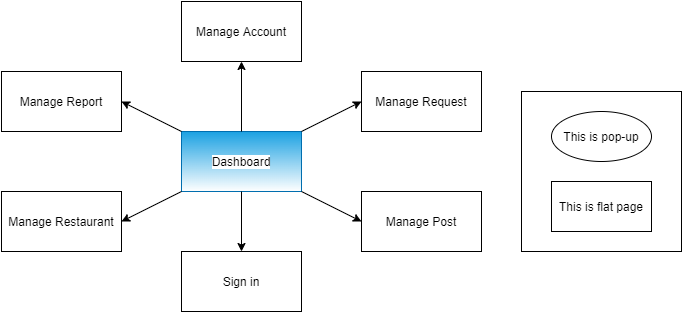 Manage Account
Manage Report
Manage Request
This is pop-up
Dashboard
This is flat page
Manage Restaurant
Manage Post
Sign in